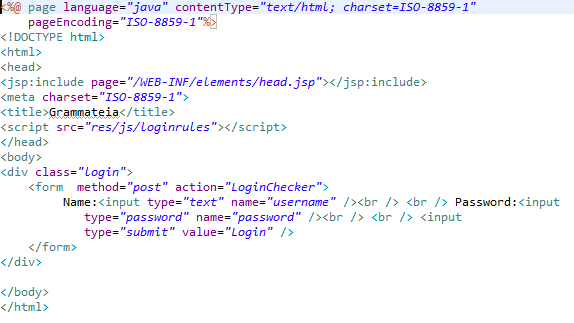 <%@ page language="java" contentType="text/html; charset=ISO-8859-1"
    pageEncoding="ISO-8859-1"%>
<!DOCTYPE html>
<html>
<head>
<jsp:include page="/WEB-INF/elements/head.jsp"></jsp:include>
<meta charset="ISO-8859-1">
<title>Grammateia</title>
<script src="res/js/loginrules"></script>
</head>
<body>
<div class="login">
    <form  method="post" action="LoginChecker">
         Name:<input type="text" name="username" /><br /> <br /> Password:<input
            type="password" name="password" /><br /> <br /> <input
            type="submit" value="Login" />
    </form>
</div>

</body>
</html>